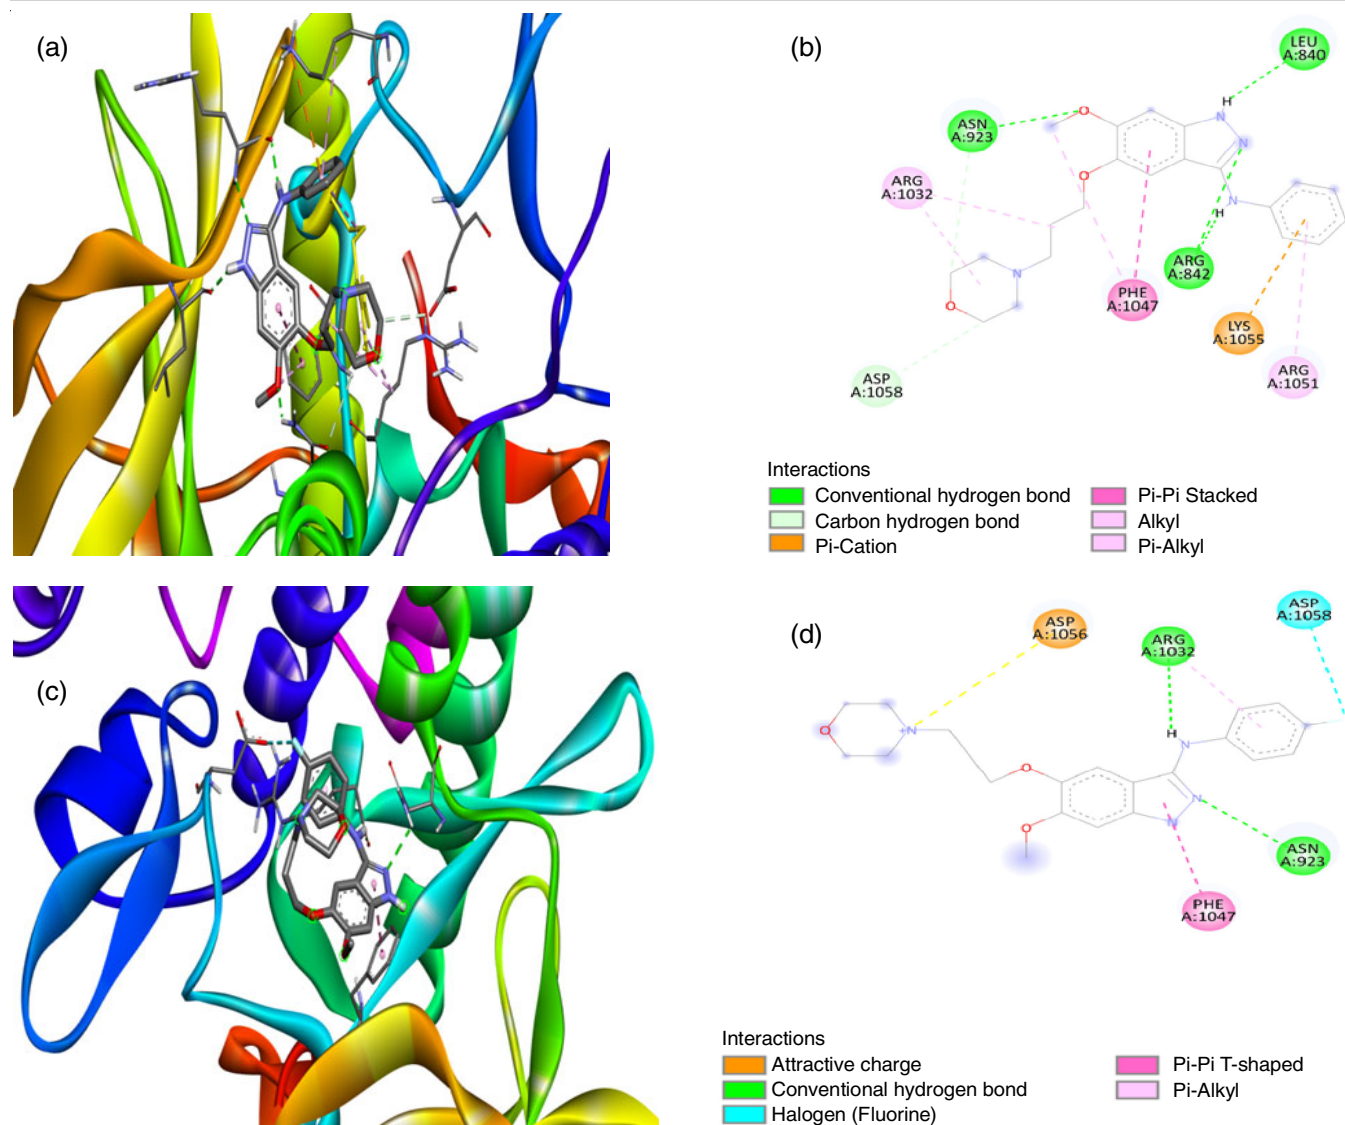 (a)
(b)
LEU
A:840
H
N
N
O
ASN
A:923
O
ARG
A:1032
N
H
ARG
A:842
N
O
PHE
A:1047
LYS
A:1055
ARG
A:1051
ASP
A:1058
Interactions
Conventional hydrogen bond
Carbon hydrogen bond
Pi-Cation
Pi-Pi Stacked
Alkyl
Pi-Alkyl
(c)
(d)
ASP
A:1056
ARG
A:1032
ASP
A:1058
O
N
H
N
O
N
N
O
ASN
A:923
PHE
A:1047
Interactions
Attractive charge
Conventional hydrogen bond
Halogen (Fluorine)
Pi-Pi T-shaped
Pi-Alkyl